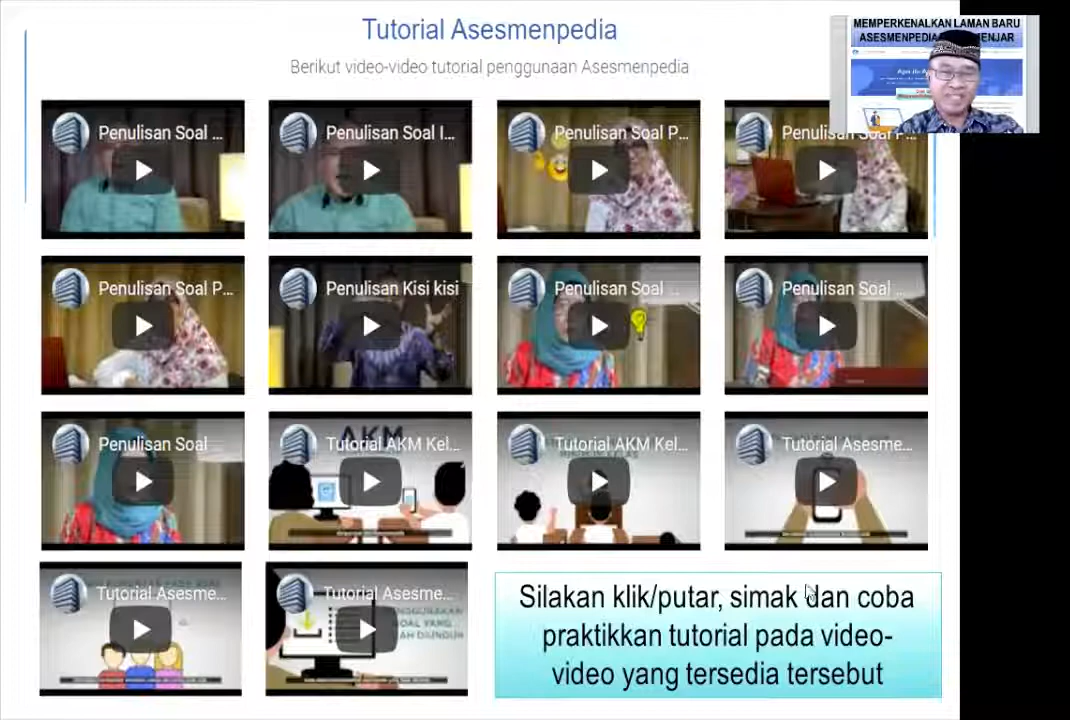 Tutorial Asesmenpedia
Berikut video-video tutorial penggunaan Asesmenpedia
MEMPERKENALKAN LAMAN BARU
Penulisan Soal ...
Penulisan Soal I...
Penulisan Soal P...
Penulisan Soal P...
Penulisan Soal P...
Penulisan Kisi kisi
Penulisan Soal ...
Penulisan Soal ...
Penulisan Soal
AKM
Tutorial AKM Kel...
Tutorial AKM Kel...
Tutorial Asesme...
Tutorial Asesme...
Tutorial Asesme...
Silakan klik/putar, simak dan coba
praktikkan tutorial pada video-
video yang tersedia tersebut